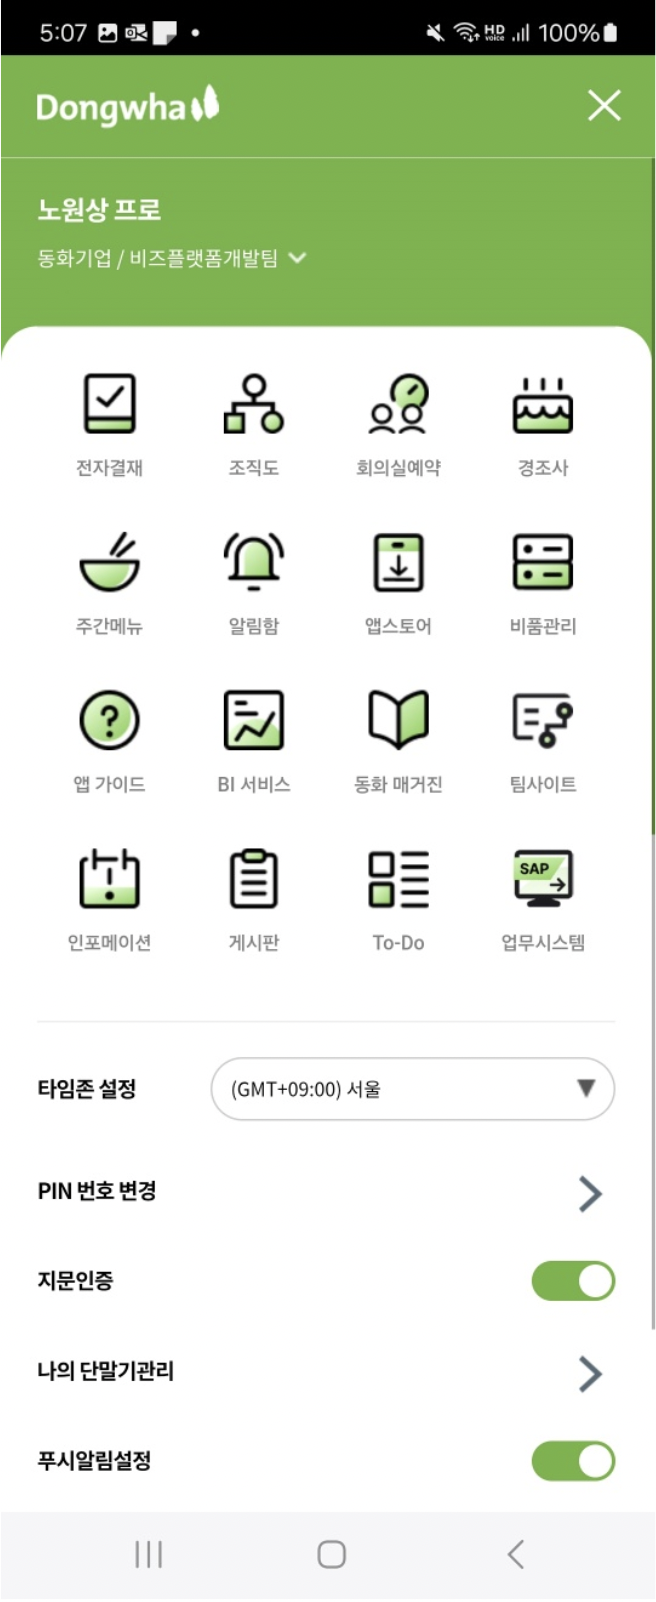 5:07
HD voice
100%
Dongwha
노원상 프로
동화기업 / 비즈플랫폼개발팀
전자결재
조직도
회의실예약
경조사
주간메뉴
알림함
앱스토어
비품관리
?
앱 가이드
BI 서비스
동화 매거진
팀사이트
SAP
인포메이션
게시판
To-Do
업무시스템
타임존 설정
(GMT+09:00) 서울
PIN 번호 변경
지문인증
나의 단말기관리
푸시알림설정